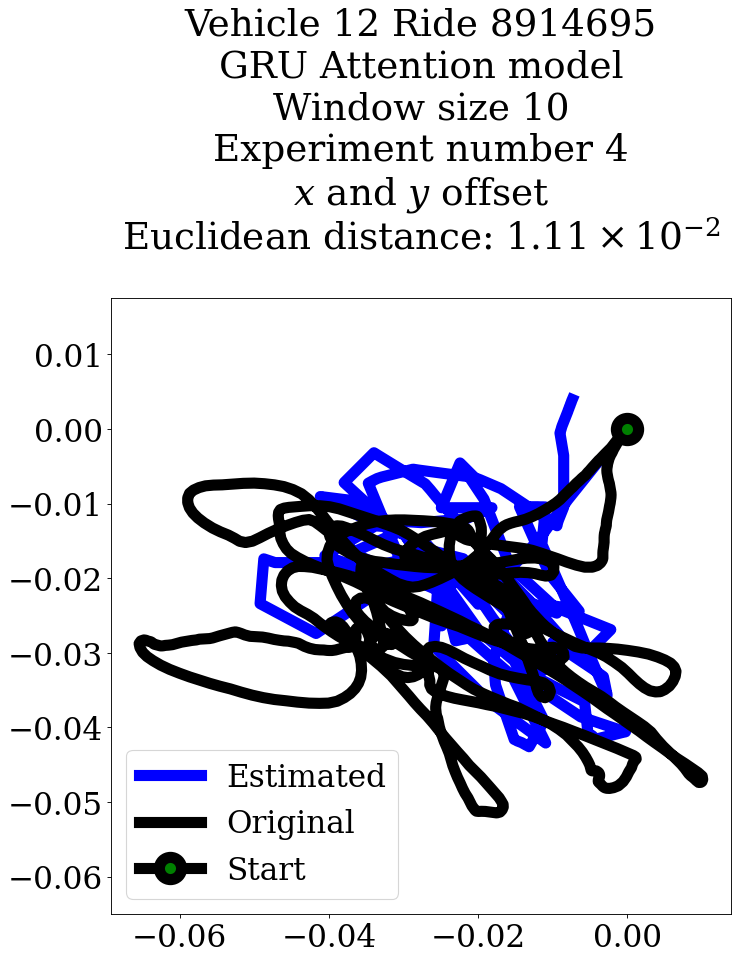 Vehicle 12 Ride 8914695
GRU Attention model
Window size 10
Experiment number 4
x and y offset
Euclidean distance: 1.11 × 10⁻²
0.01
0.00
−0.01
−0.02
−0.03
−0.04
−0.05
−0.06
Estimated
Original
Start
−0.06 −0.04 −0.02 0.00